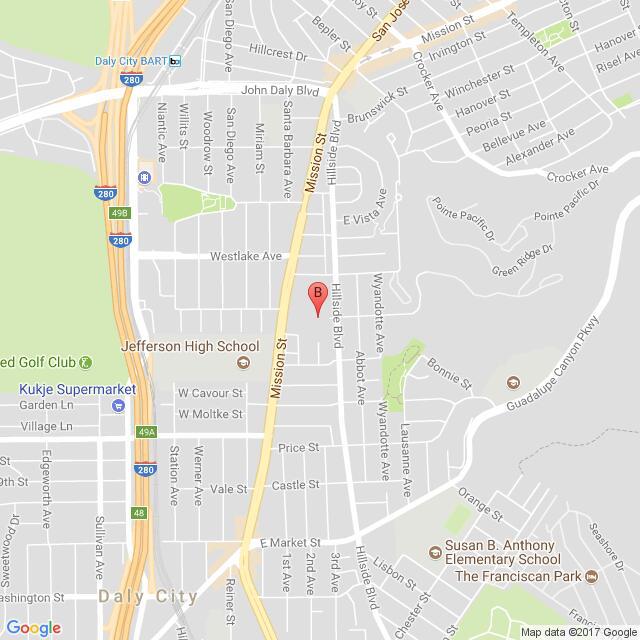 San Jose
Mission St
Irvington St
Bepler St
Hillcrest Dr
San Diego Ave
Daly City BART
280
John Daly Blvd
Crocker Ave
Templeton Ave
Hanover St
Risel Ave
Winchester St
Hanover St
Peoria St
Bellevue Ave
Alexander Ave
Crocker Ave
Brunswick St
Niantic Ave
Willits St
Woodrow St
San Diego Ave
Miriam St
Santa Barbara Ave
Mission St
Hillside Blvd
280
49B
280
E Vista Ave
Pointe Pacific Dr
Pointe Pacific Dr
Green Ridge Dr
Westlake Ave
B
Hillside Blvd
Wyandotte Ave
Jefferson High School
Mission St
ed Golf Club
Kukje Supermarket
Garden Ln
Village Ln
W Cavour St
W Moltke St
Abbot Ave
Wyandotte Ave
Lausanne Ave
Bonnie St
Guadalupe Canyon Pkwy
49A
280
Price St
Castle St
Vale St
Station Ave
Werner Ave
Edgeworth Ave
9th St
Sullivan Ave
Sweetwood Dr
48
Orange St
Seashore Dr
E Market St
Susan B. Anthony
Elementary School
The Franciscan Park
Lisbon St
Hillside Blvd
1st Ave
2nd Ave
3rd Ave
Reiner St
Daly City
ashington St
Google
Map data ©2017 Google